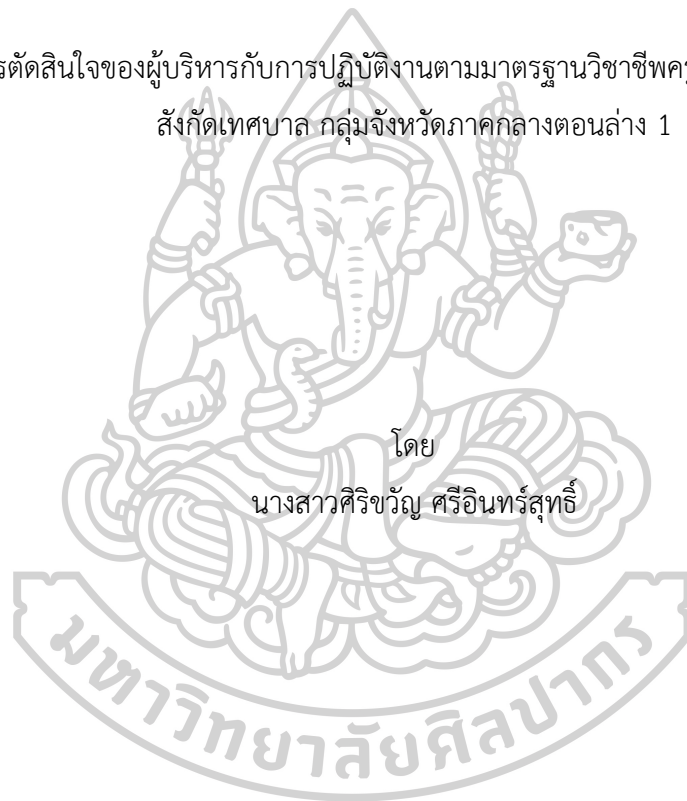 รตัดสินใจของผู้บริหารกับการปฏิบัติงานตามมาตรฐานวิชาชีพคร
สังกัดเทศบาล กลุ่มจังหวัดภาคกลางตอนล่าง 1
โดย
นางสาวศิริขวัญ ศรีอินทร์สุทธิ์
มหาวิทยาลัยศิลปากร